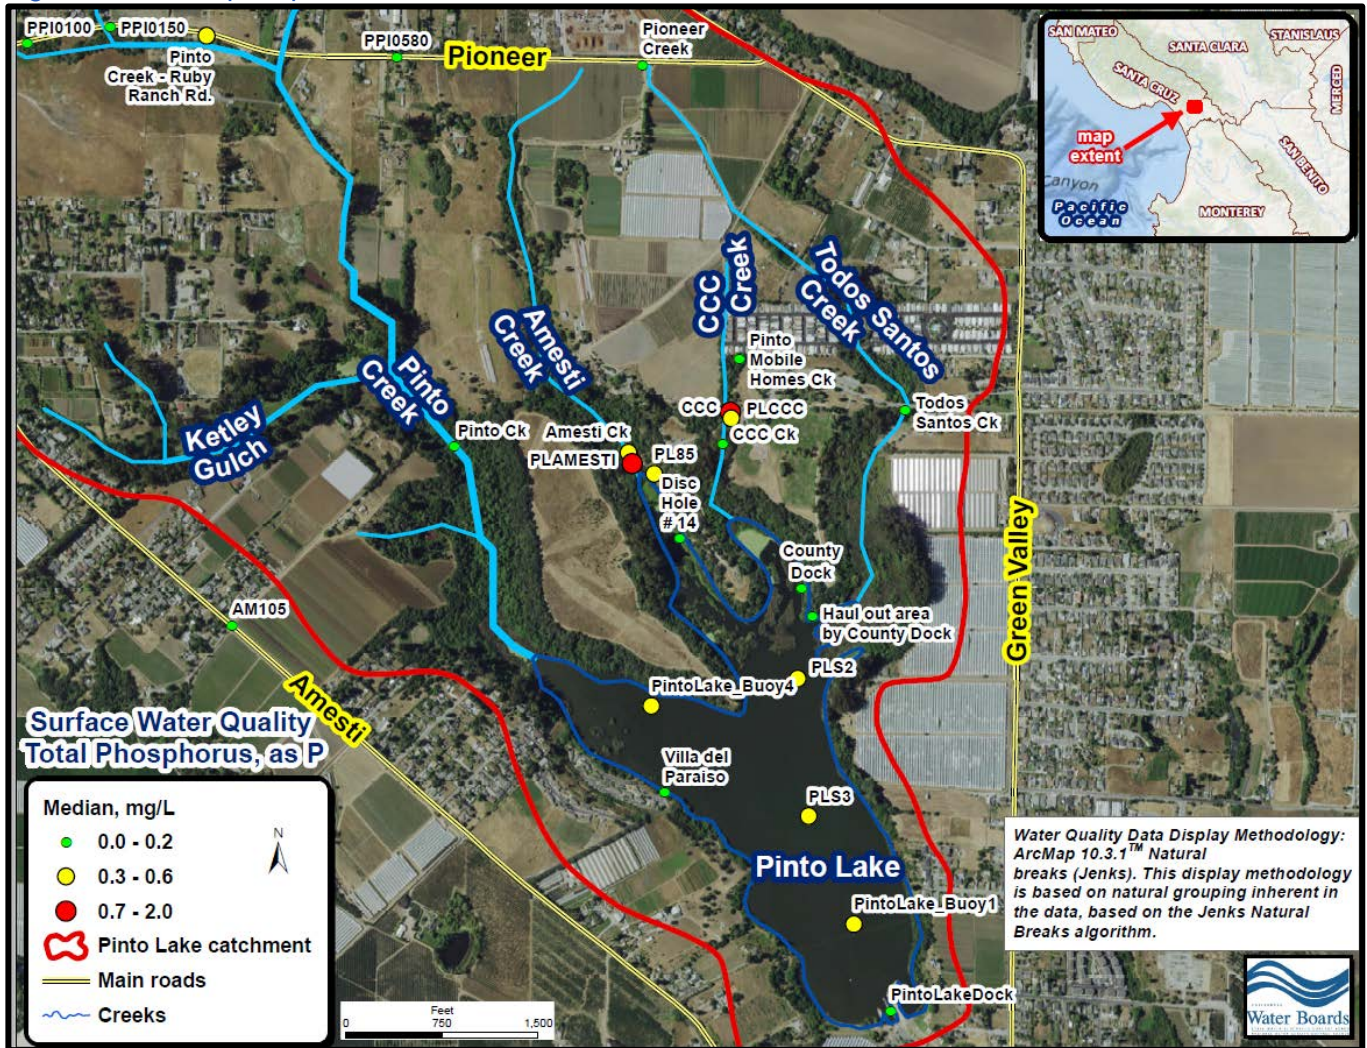 PPI0100
PPI0150
Pinto
Creek - Ruby
Ranch Rd.
PPI0580
Pioneer
Pioneer
Creek
SAN MATEO
SANTA CLARA
STANISLAUS
SANTA CRUZ
MERCED
map
extent
SAN BENITO
Canyon
MONTEREY
Pacific
Ocean
CCC
Creek
Todos Santos
Creek
Amesti
Creek
Pinto
Creek
Ketley
Gulch
Pinto
Mobile
Homes Ck
CCC
PLCCC
CCC Ck
Todos
Santos Ck
Pinto Ck
Amesti Ck
PLAMESTI
PL85
Disc
Hole
# 14
County
Dock
Haul out area
by County Dock
Green Valley
AM105
Amesti
PLS2
PintoLake_Buoy4
Villa del
Paraiso
PLS3
Pinto Lake
PintoLake_Buoy1
PintoLakeDock
Surface Water Quality
Total Phosphorus, as P
Median, mg/L
N
0.0 - 0.2
0.3 - 0.6
0.7 - 2.0
Pinto Lake catchment
Main roads
Creeks
Feet
0 750 1,500
Water Quality Data Display Methodology:
ArcMap 10.3.1™ Natural
breaks (Jenks). This display methodology
is based on natural grouping inherent in
the data, based on the Jenks Natural
Breaks algorithm.
Water Boards